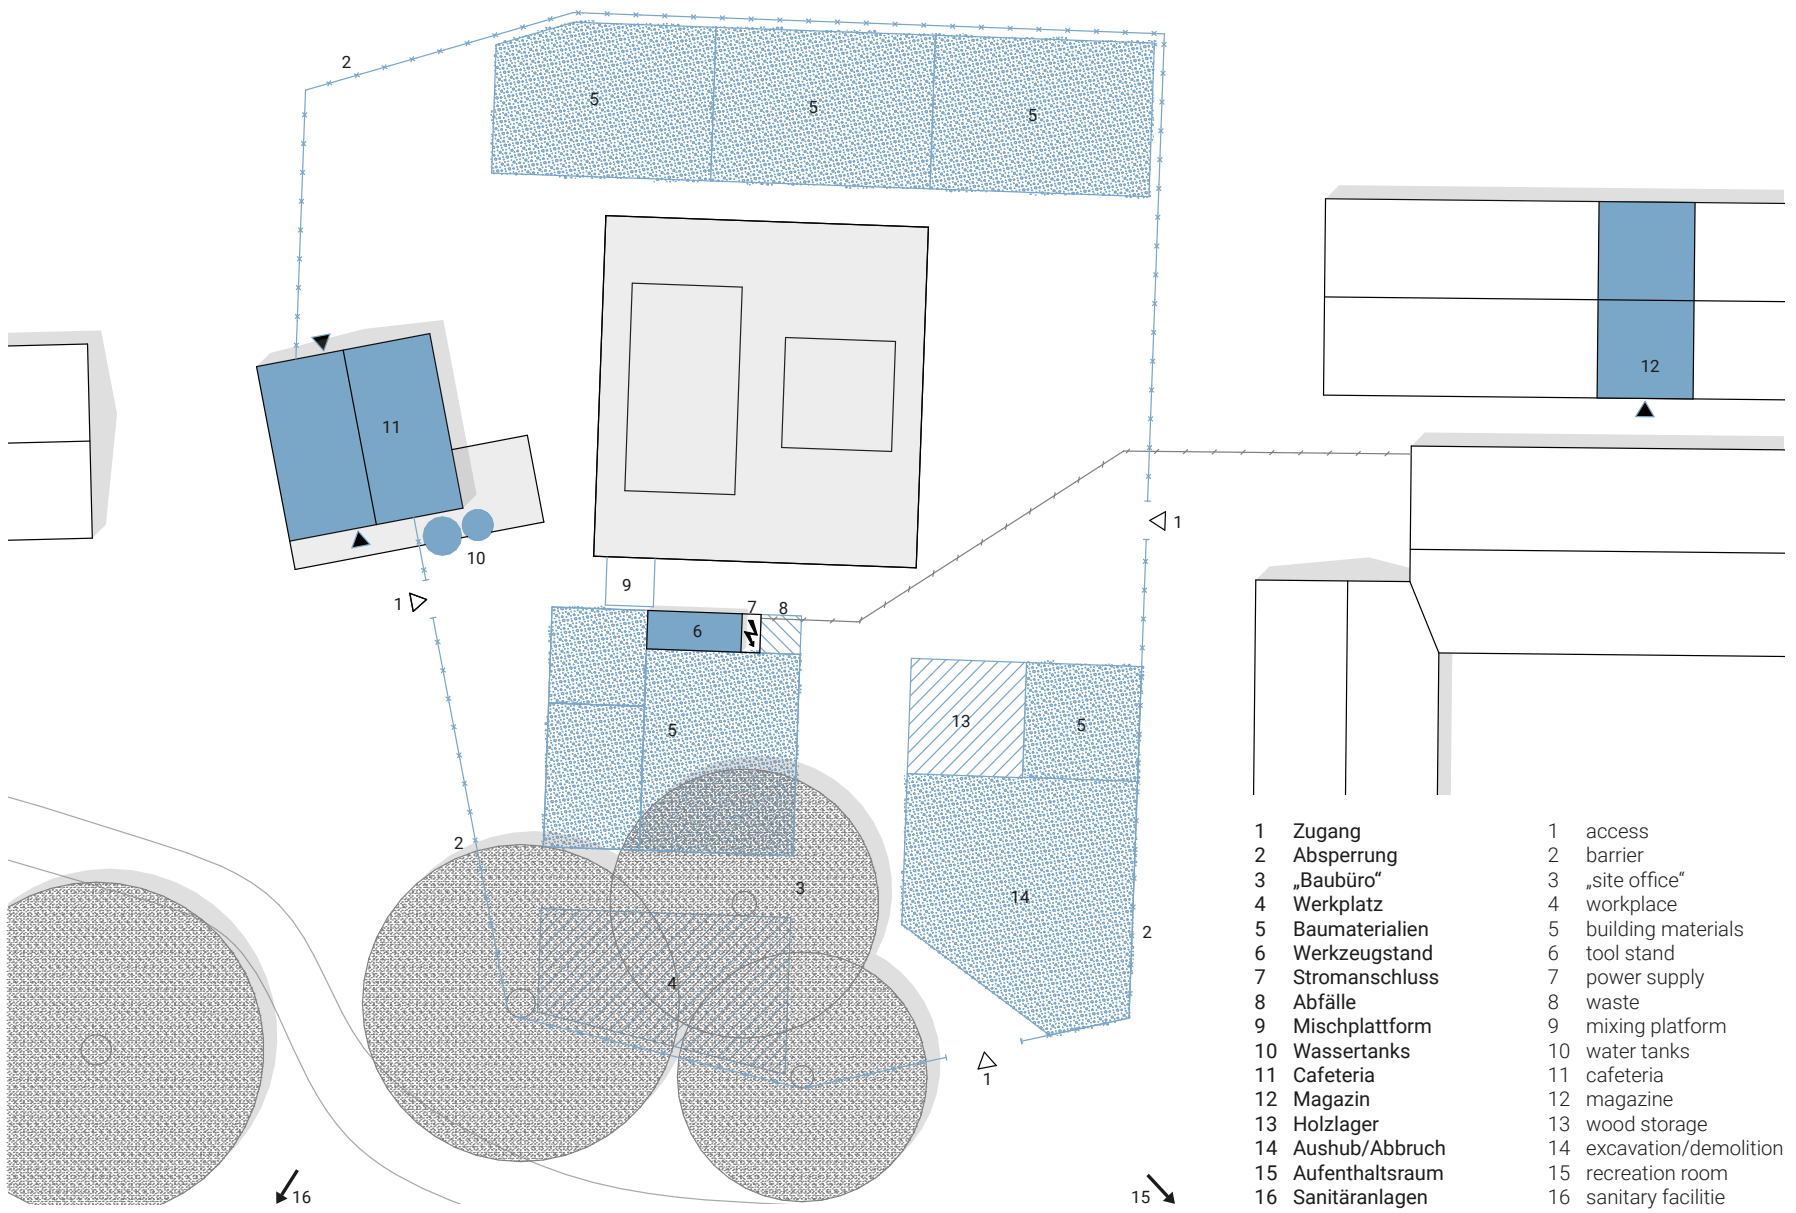 2
5
5
5
12
11
10
1
1
9
7
8
6
5
13
5
2
3
14
2
4
1
16
15
1 Zugang
2 Absperrung
3 „Baubüro“
4 Werkplatz
5 Baumaterialien
6 Werkzeugstand
7 Stromanschluss
8 Abfälle
9 Mischplattform
10 Wassertanks
11 Cafeteria
12 Magazin
13 Holzlager
14 Aushub/Abbruch
15 Aufenthaltsraum
16 Sanitäranlagen
1 access
2 barrier
3 „site office“
4 workplace
5 building materials
6 tool stand
7 power supply
8 waste
9 mixing platform
10 water tanks
11 cafeteria
12 magazine
13 wood storage
14 excavation/demolition
15 recreation room
16 sanitary facilitie